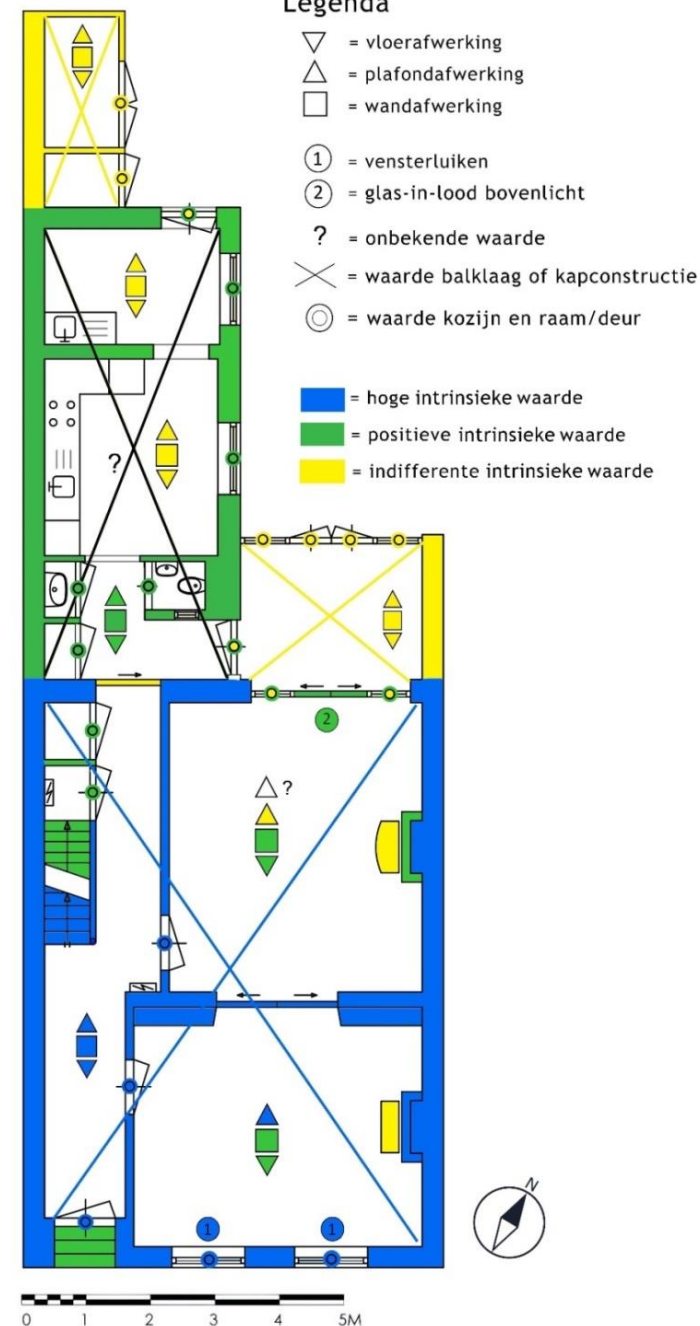 Legenda
= vloerafwerking
= plafondafwerking
= wandafwerking
1 = vensterluiken
2 = glas-in-lood bovenlicht
? = onbekende waarde
= waarde balklaag of kapconstructie
= waarde kozijn en raam/deur
= hoge intrinsieke waarde
= positieve intrinsieke waarde
= indifferente intrinsieke waarde
?
2
?
1 1
N
0 1 2 3 4 5M